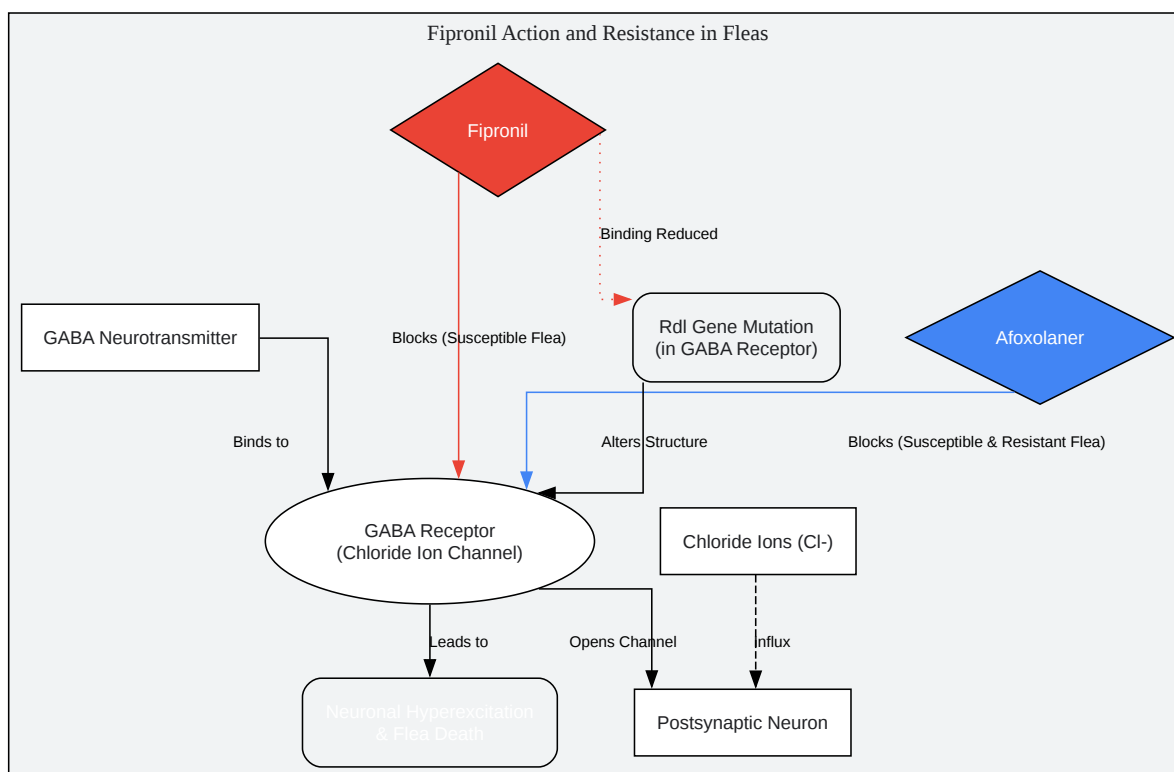 Fipronil Action and Resistance in Fleas
Fipronil
Binding Reduced
GABA Neurotransmitter
Blocks (Susceptible Flea)
Rdl Gene Mutation
(in GABA Receptor)
Afoxolaner
Binds to
Alters Structure
Blocks (Susceptible & Resistant Flea)
GABA Receptor
(Chloride Ion Channel)
Chloride Ions (Cl-)
Leads to
Opens Channel
Influx
Neuronal Hyperexcitation
& Flea Death
Postsynaptic Neuron